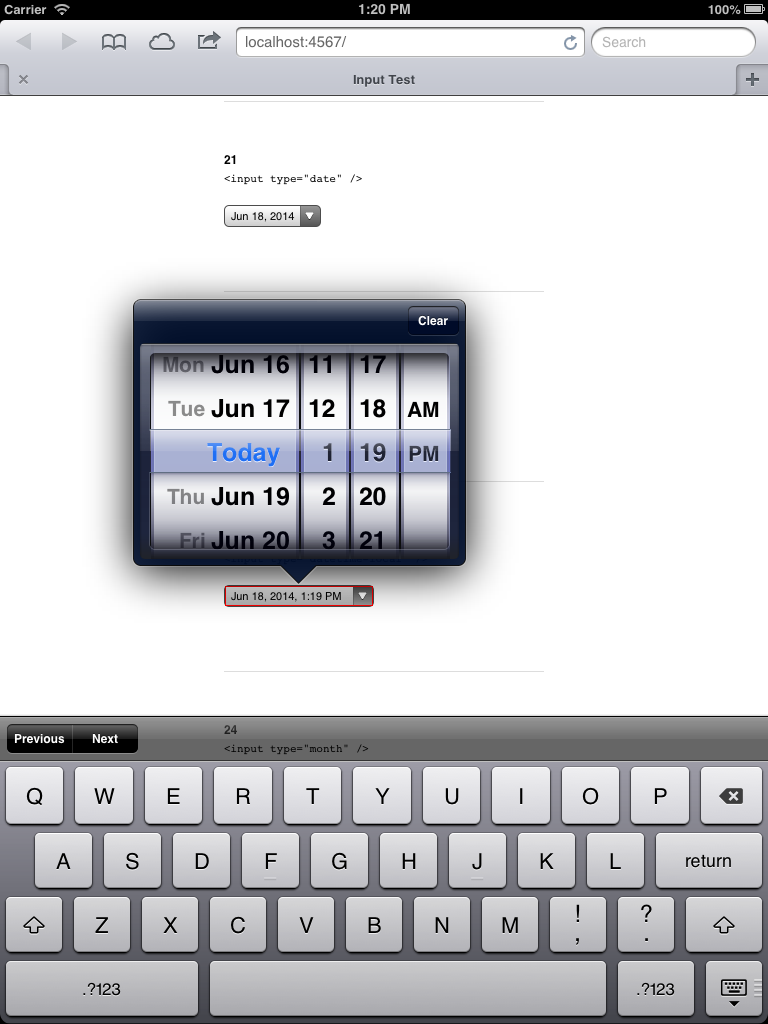 Carrier 1:20 PM 100%
localhost:4567/ Search
Input Test
21
<input type="date" />
Jun 18, 2014
Clear
Mon Jun 16 11 17
Tue Jun 17 12 18 AM
Today 1 19 PM
Thu Jun 19 2 20
Fri Jun 20 3 21
Jun 18, 2014, 1:19 PM
Previous Next 24
<input type="month" />
Q W E R T Y U I O P
A S D F G H J K L return
Z X C V B N M ! , ? .
.?123 .?123